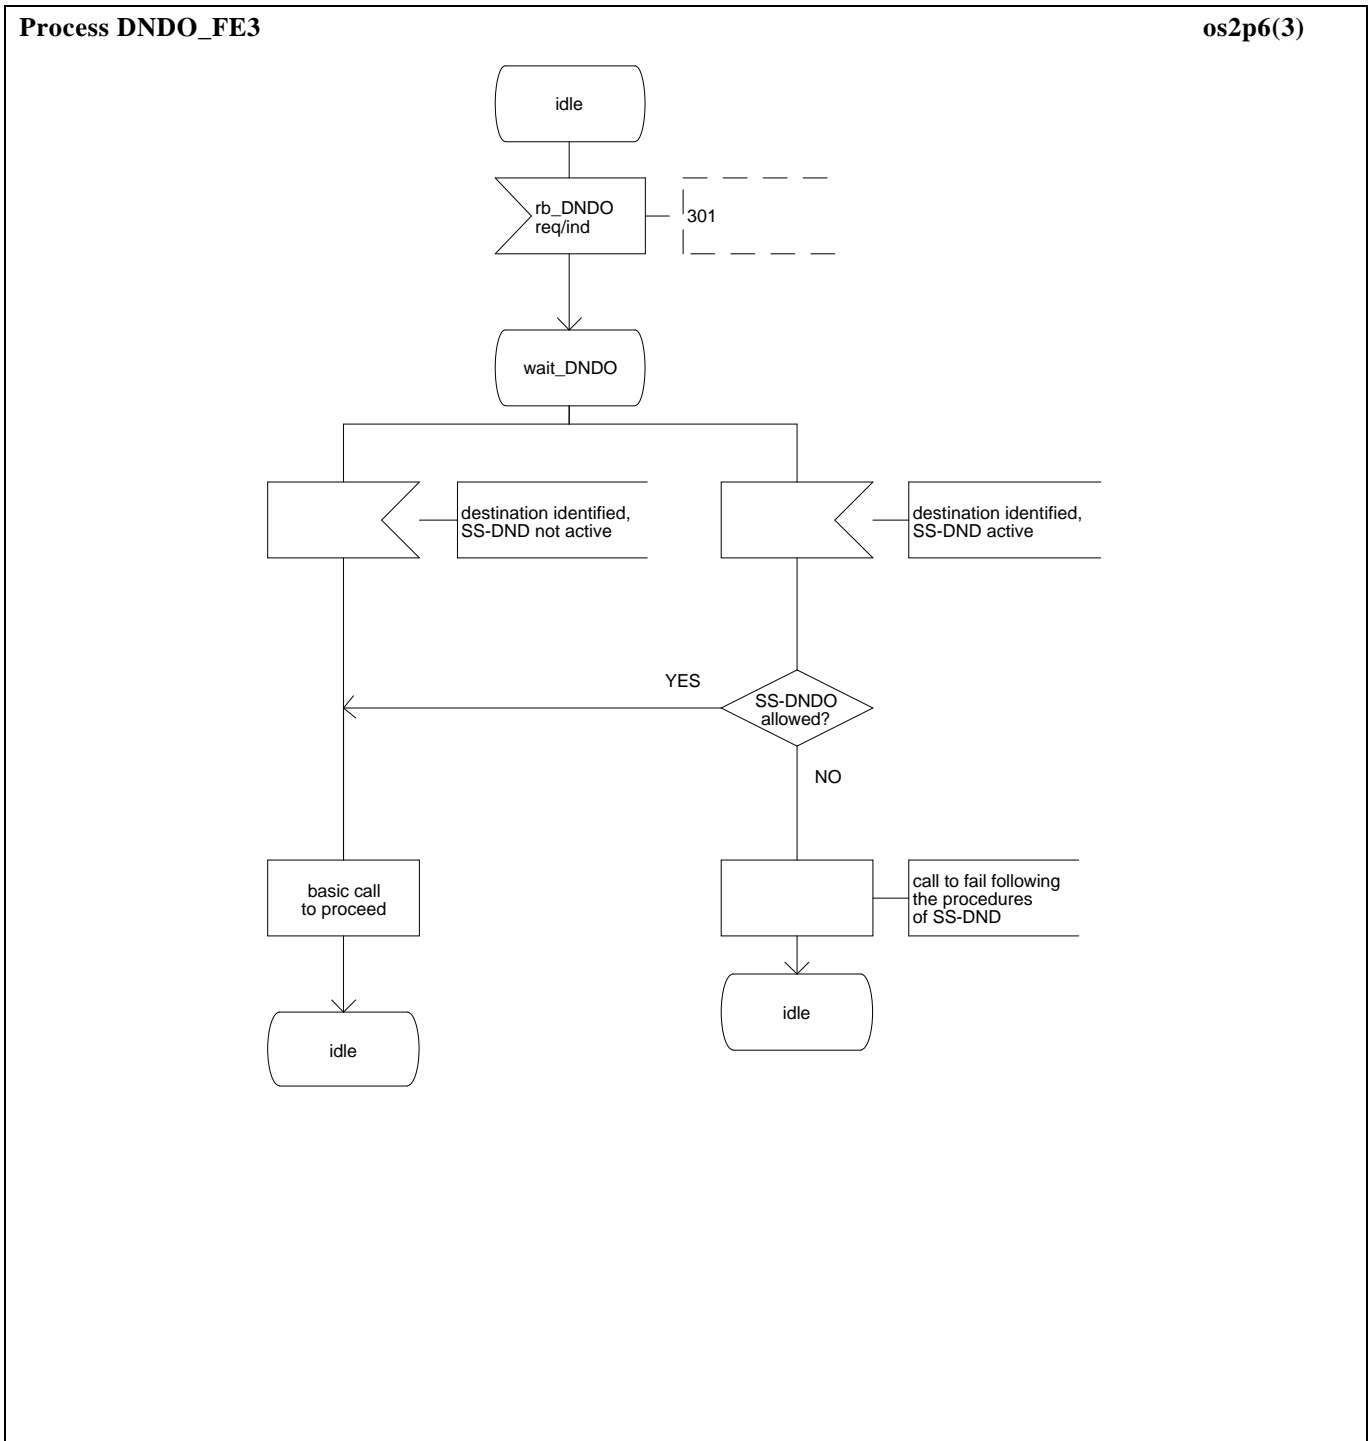 Process DNDO_FE3
os2p6(3)
idle
rb_DNDO
req/ind
301
wait_DNDO
destination identified,
SS-DND not active
destination identified,
SS-DND active
YES
SS-DNDO
allowed?
NO
basic call
to proceed
call to fail following
the procedures
of SS-DND
idle
idle